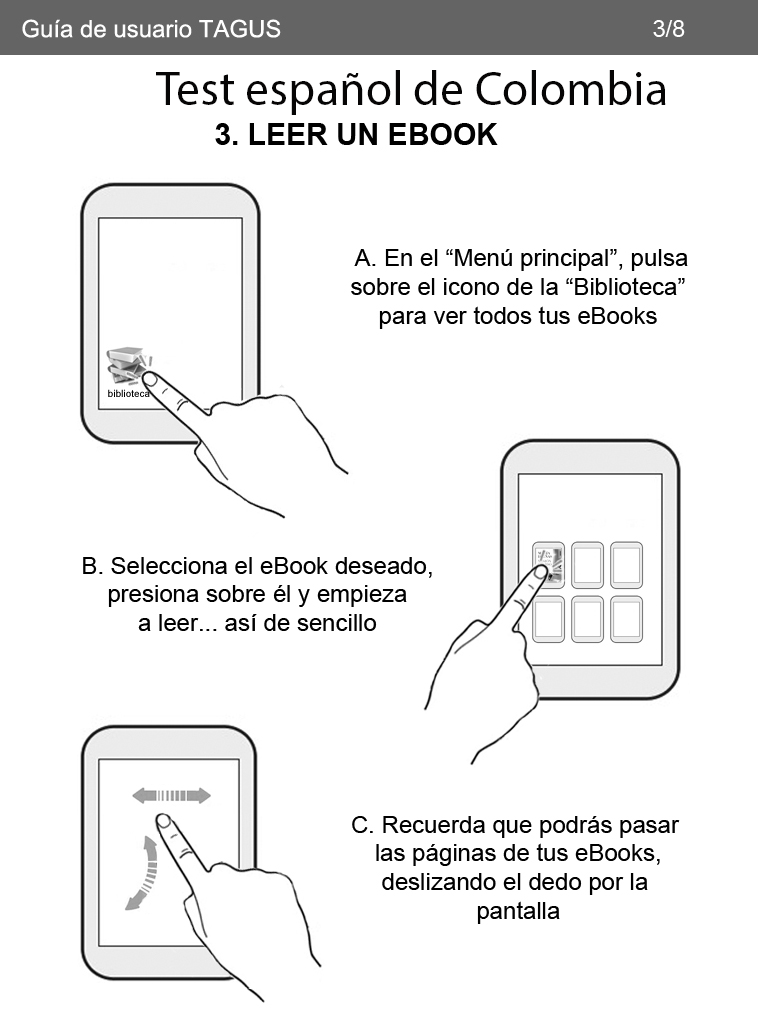 Guía de usuario TAGUS 3/8
Test español de Colombia
3. LEER UN EBOOK
A. En el “Menú principal”, pulsa
sobre el icono de la “Biblioteca”
para ver todos tus eBooks
biblioteca
B. Selecciona el eBook deseado,
presiona sobre él y empieza
a leer... así de sencillo
C. Recuerda que podrás pasar
las páginas de tus eBooks,
deslizando el dedo por la
pantalla